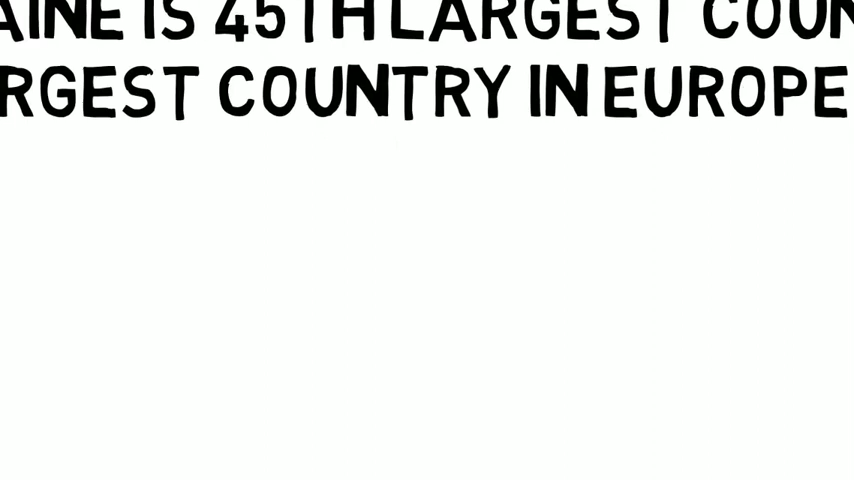 AINE IS 45TH LARGEST COUN
RGEST COUNTRY IN EUROPE